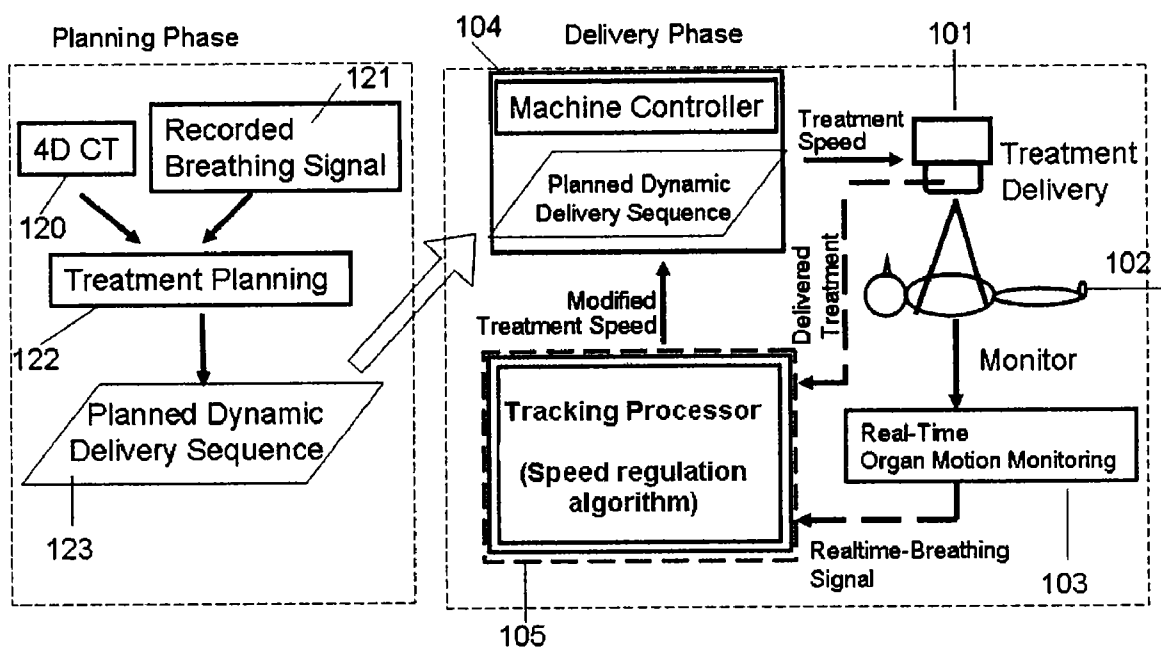 Planning Phase
121
4D CT
Recorded
Breathing Signal
120
Treatment Planning
122
Planned Dynamic
Delivery Sequence
123
Delivery Phase
104
Machine Controller
Planned Dynamic
Delivery Sequence
Treatment
Speed
101
Treatment
Delivery
102
Modified
Treatment Speed
Delivered
Treatment
Monitor
Tracking Processor
(Speed regulation
algorithm)
Real-Time
Organ Motion Monitoring
Realtime-Breathing
Signal
103
105